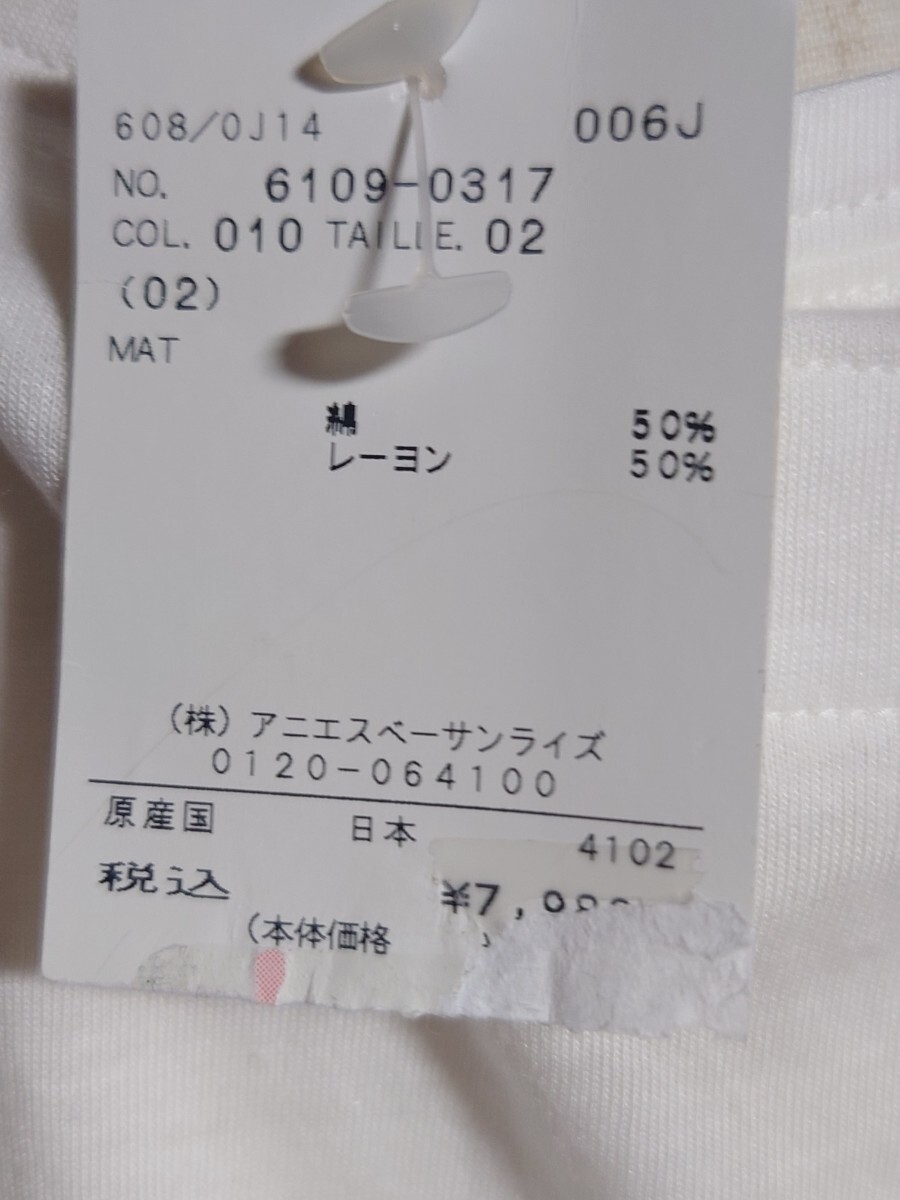 608/0J14 006J
NO. 6109-0317
COL. 010 TAILLE. 02
(02)
MAT
綿 50%
レーヨン 50%
(株) アニエスベーサンライズ
0120-064100
原産国 日本 4102
税込
(本体価格